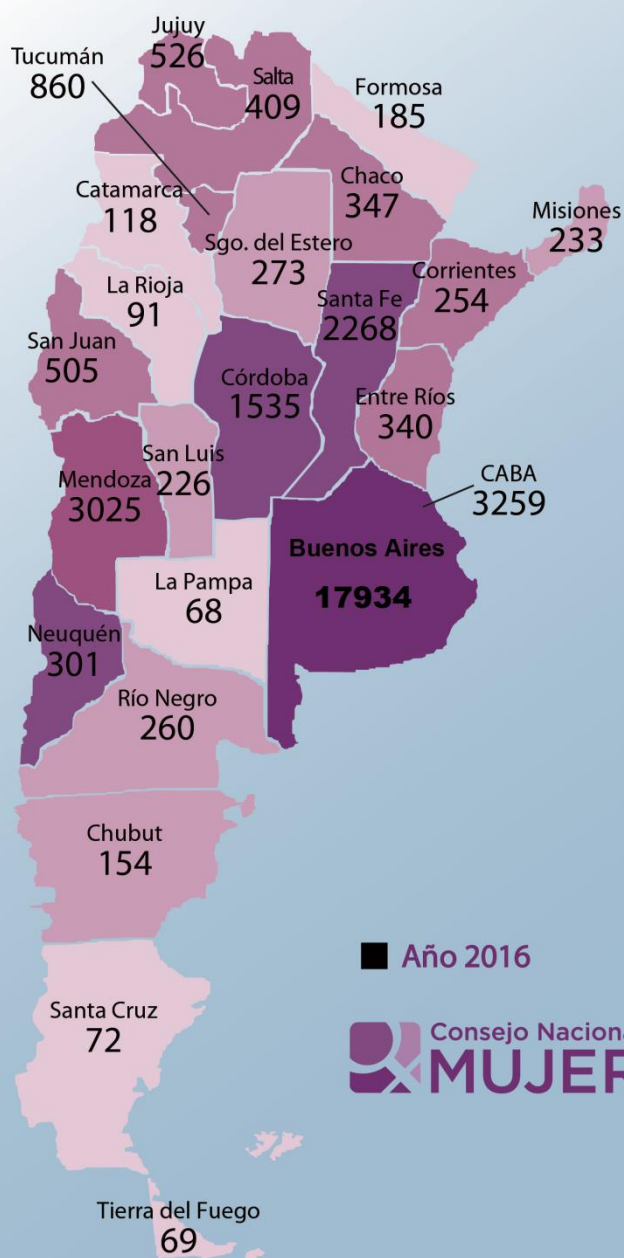 Jujuy
526
Tucumán
860
Salta
409
Formosa
185
Catamarca
118
Chaco
347
Misiones
233
Sgo. del Estero
273
La Rioja
91
Santa Fe
2268
Corrientes
254
San Juan
505
Córdoba
1535
Entre Ríos
340
San Luis
226
Mendoza
3025
CABA
3259
Buenos Aires
17934
La Pampa
68
Neuquén
301
Río Negro
260
Chubut
154
Año 2016
Santa Cruz
72
Consejo Naciona
MUJER
Tierra del Fuego
69